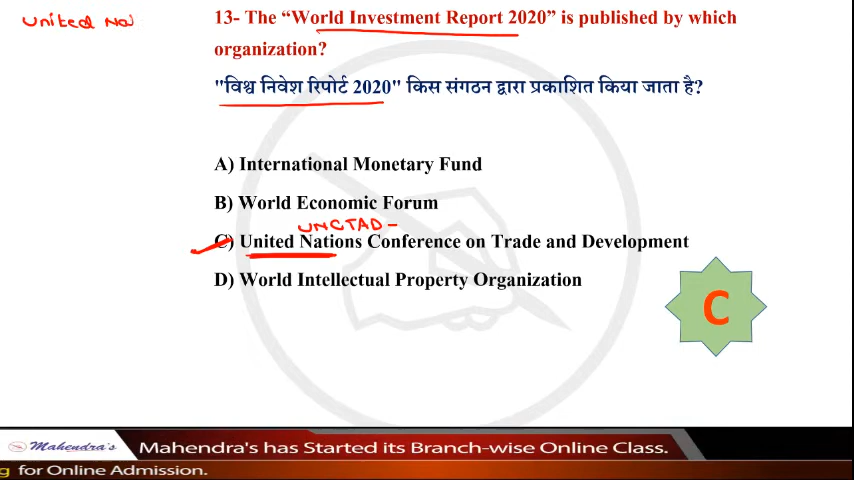 United Na
13- The “World Investment Report 2020” is published by which
organization?
"विश्व निवेश रिपोर्ट 2020" किस संगठन द्वारा प्रकाशित किया जाता है?
A) International Monetary Fund
B) World Economic Forum
UNCTAD -
C) United Nations Conference on Trade and Development
D) World Intellectual Property Organization
C
Mahendra's
Mahendra's has Started its Branch-wise Online Class.
g for Online Admission.